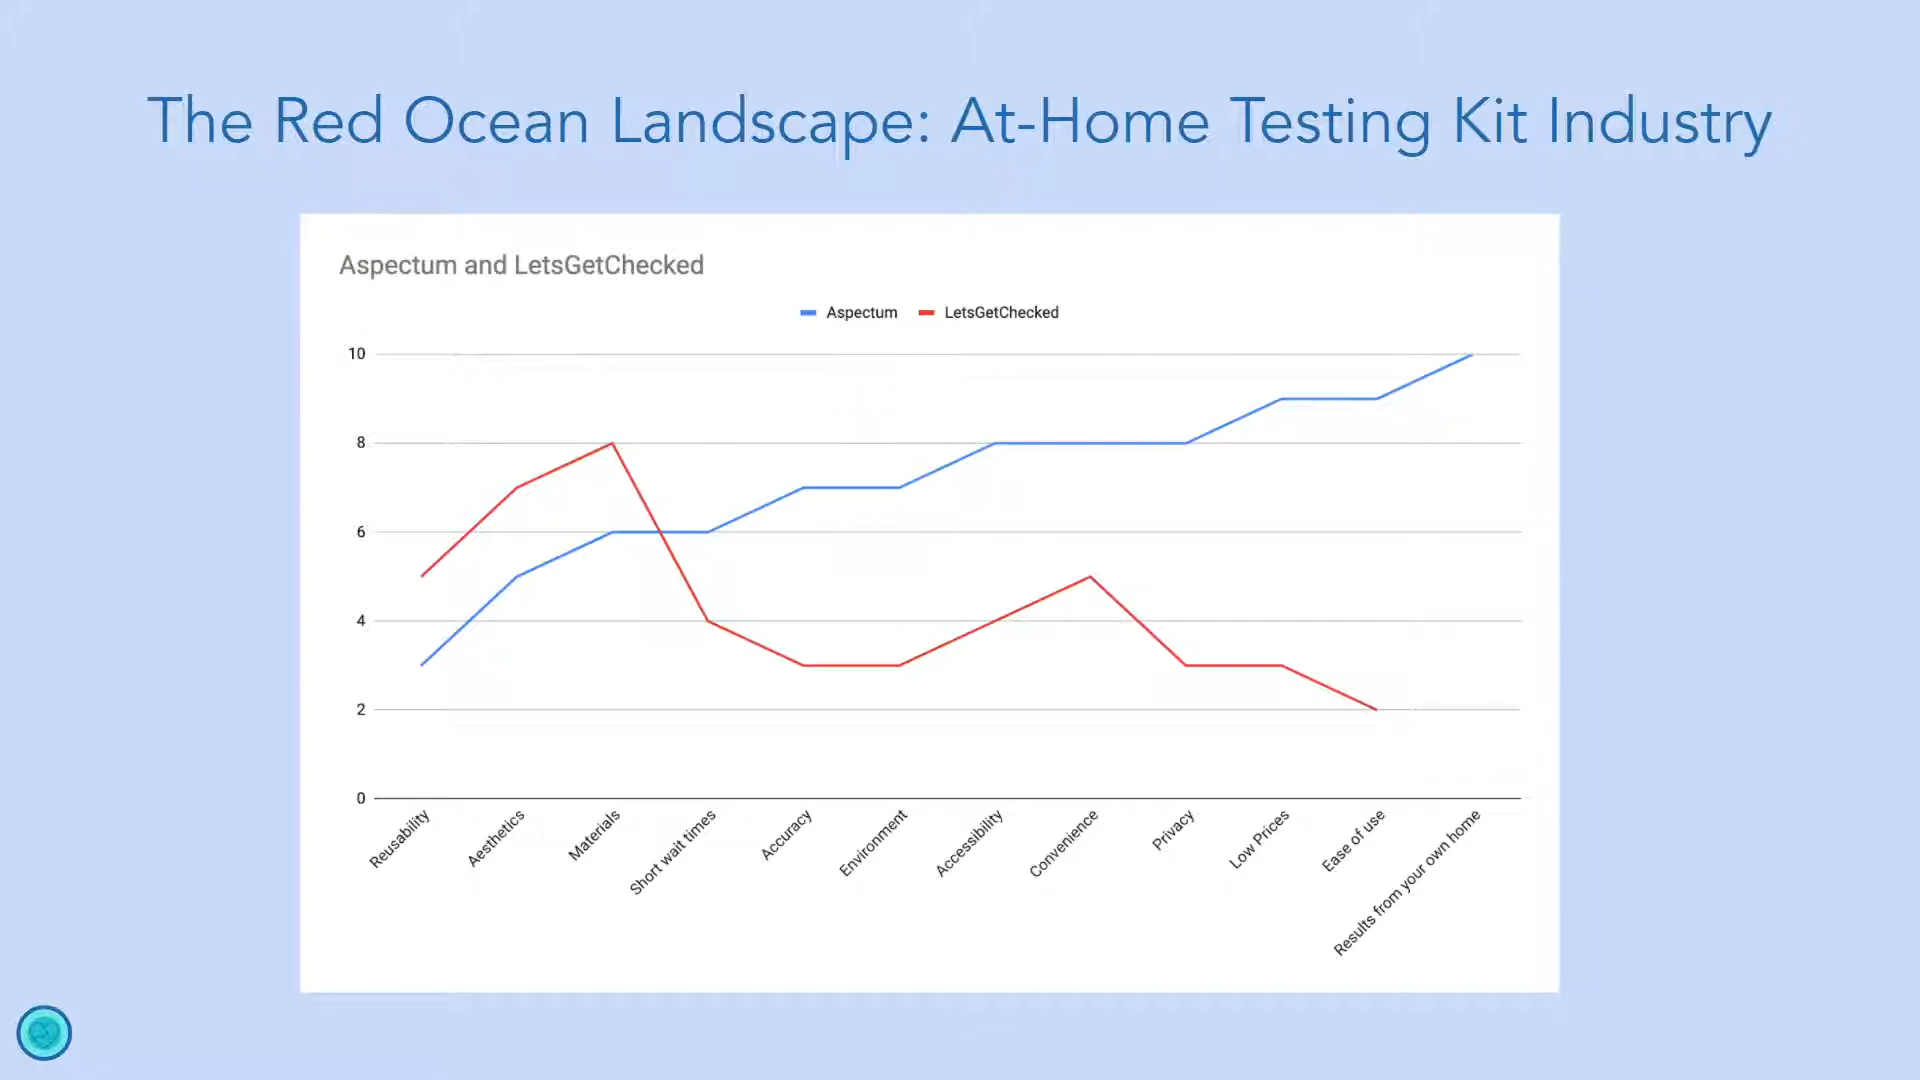 The Red Ocean Landscape: At-Home Testing Kit Industry
Aspectum and LetsGetChecked
Aspectum
LetsGetChecked
10
8
6
4
2
0
Reusability
Aesthetics
Materials
Short wait times
Accuracy
Environment
Accessibility
Convenience
Privacy
Low Prices
Ease of use
Results from your own home